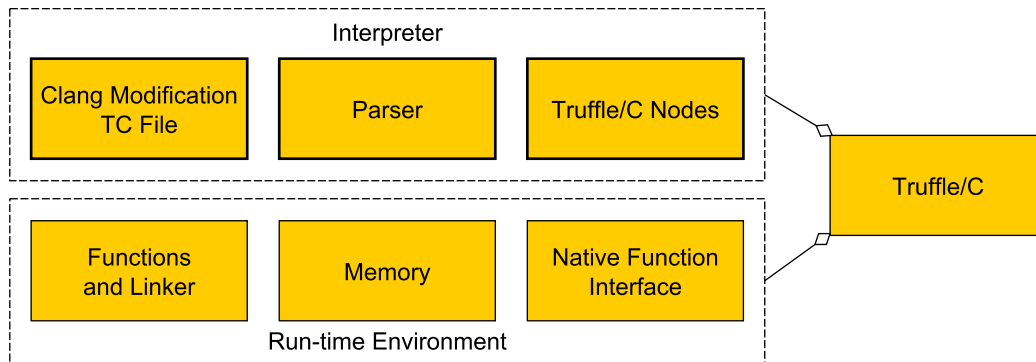 Interpreter
Clang Modification
TC File
Parser
Truffle/C Nodes
Truffle/C
Functions
and Linker
Memory
Native Function
Interface
Run-time Environment